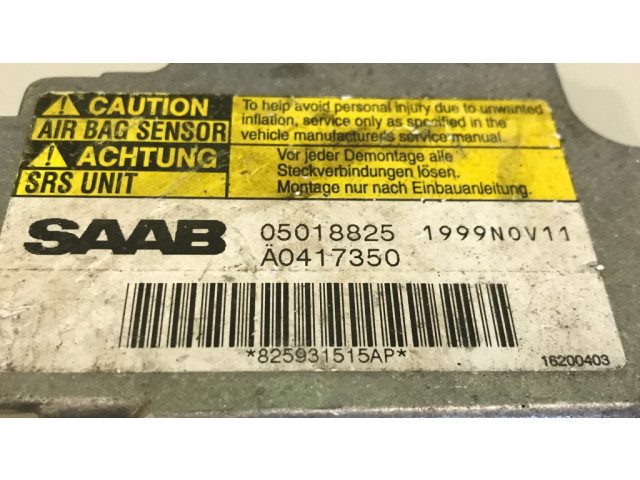 CAUTION
AIR BAG SENSOR
ACHTUNG
SRS UNIT
To help avoid personal injury due to unwanted
inflation, service only as specified in the
vehicle manufacturer's service manual.
Vor jeder Demontage alle
Steckverbindungen lösen.
Montage nur nach Einbauanleitung.
SAAB
05018825 1999NOV11
Ä0417350
*825931515AP*
16200403